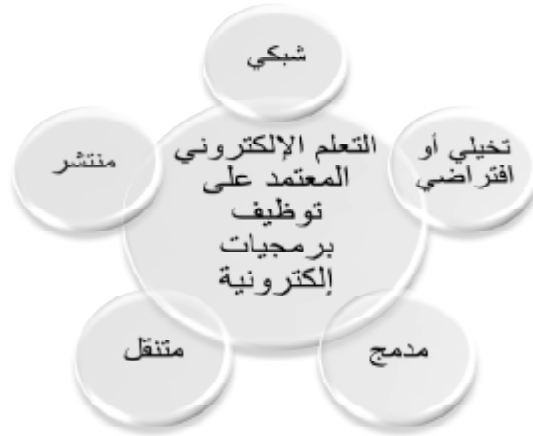 شبكي
تخيلي أو
افتراضي
مدمج
متنقل
منتشر
التعلم الإلكتروني
المعتمد على
توظيف
برمجيات
إلكترونية